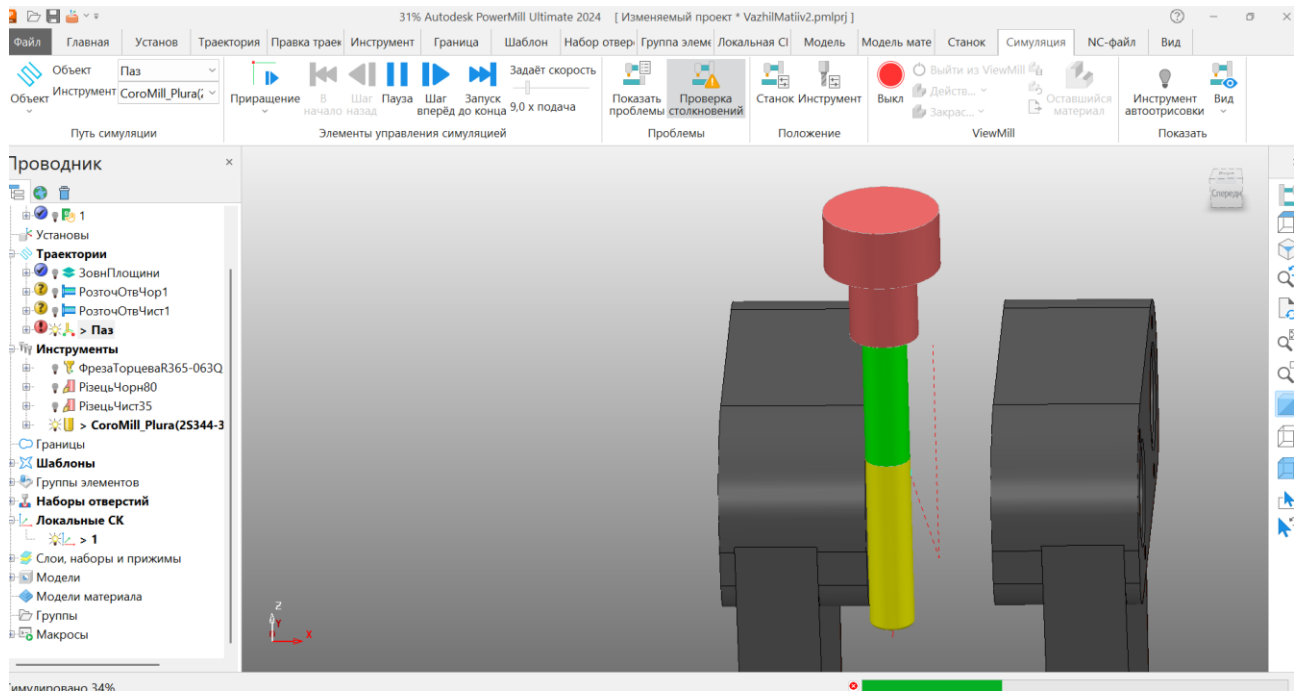 31% Autodesk PowerMill Ultimate 2024 [ Изменяемый проект * VazhilMatiiv2.pmlprj ]
Файл Главная Установ Траектория Правка траек Инструмент Граница Шаблон Набор отвер Группа элеме Локальная СІ Модель Модель мате Станок Симуляция NC-файл Вид
Объект Паз
Инструмент CoroMill_Plura(2
Объект
Приращение
В начало
Шаг назад
Пауза
Шаг вперёд
Запуск до конца
Задаёт скорость
9,0 x подача
Показать проблемы
Проверка столкновений
Станок Инструмент
Выкл
Выйти из ViewMill
Действ...
Закрас...
Оставшийся материал
Инструмент автоотрисовки
Вид
Путь симуляции
Элементы управления симуляцией
Проблемы
Положение
ViewMill
Показать
Проводник
1
Установы
Траектории
ЗовнПлощини
РозточОтвЧор1
РозточОтвЧист1
> Паз
Инструменты
ФрезаТорцеваR365-063Q
РізецьЧорн80
РізецьЧист35
> CoroMill_Plura(2S344-3
Границы
Шаблоны
Группы элементов
Наборы отверстий
Локальные СК
> 1
Слои, наборы и прижимы
Модели
Модели материала
Группы
Макросы
Спереди
Z
Y
X
имулировано 34%